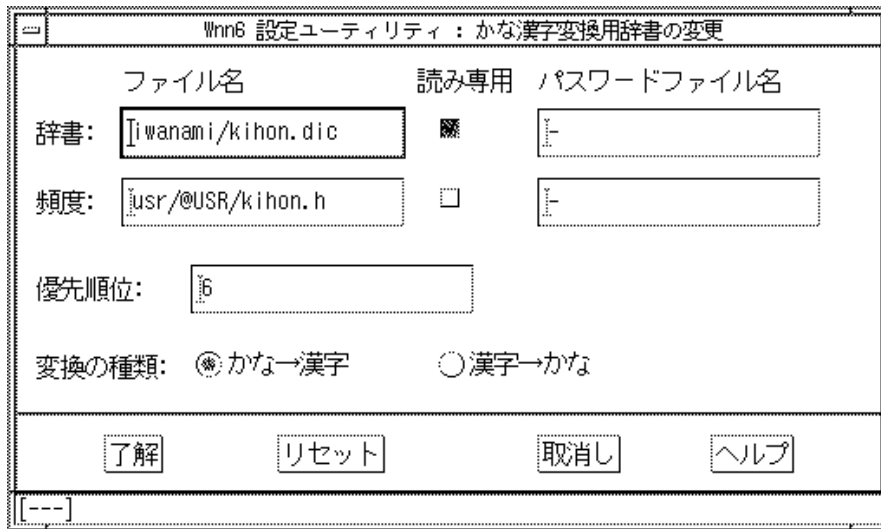 Wnn6 設定ユーティリティ : かな漢字変換用辞書の変更
ファイル名 読み専用 パスワードファイル名
辞書: iwanami/kihon.dic -
頻度: usr/@USR/kihon.h -
優先順位: 6
変換の種類: かな→漢字 漢字→かな
了解 リセット 取消し ヘルプ
[---]